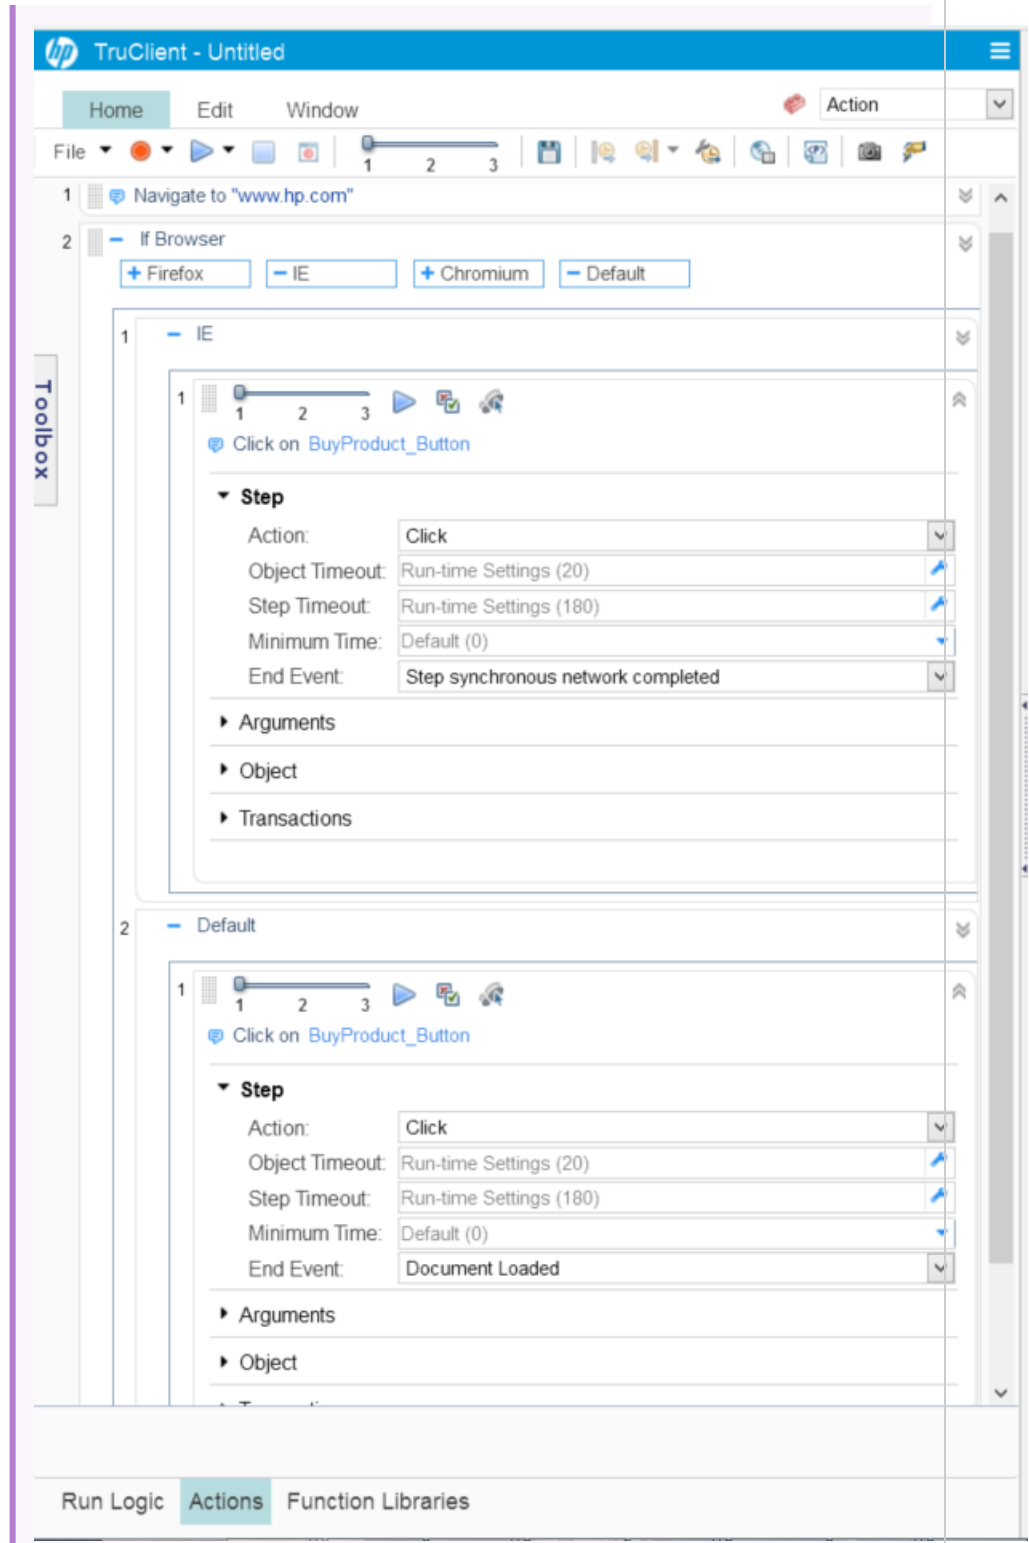 hp TruClient - Untitled
Home Edit Window Action
File 1 2 3
1 Navigate to "www.hp.com"
2 If Browser
Firefox IE Chromium Default
1 IE
Toolbox
1 1 2 3
Click on BuyProduct_Button
Step
Action: Click
Object Timeout: Run-time Settings (20)
Step Timeout: Run-time Settings (180)
Minimum Time: Default (0)
End Event: Step synchronous network completed
Arguments
Object
Transactions
2 Default
1 1 2 3
Click on BuyProduct_Button
Step
Action: Click
Object Timeout: Run-time Settings (20)
Step Timeout: Run-time Settings (180)
Minimum Time: Default (0)
End Event: Document Loaded
Arguments
Object
Run Logic Actions Function Libraries